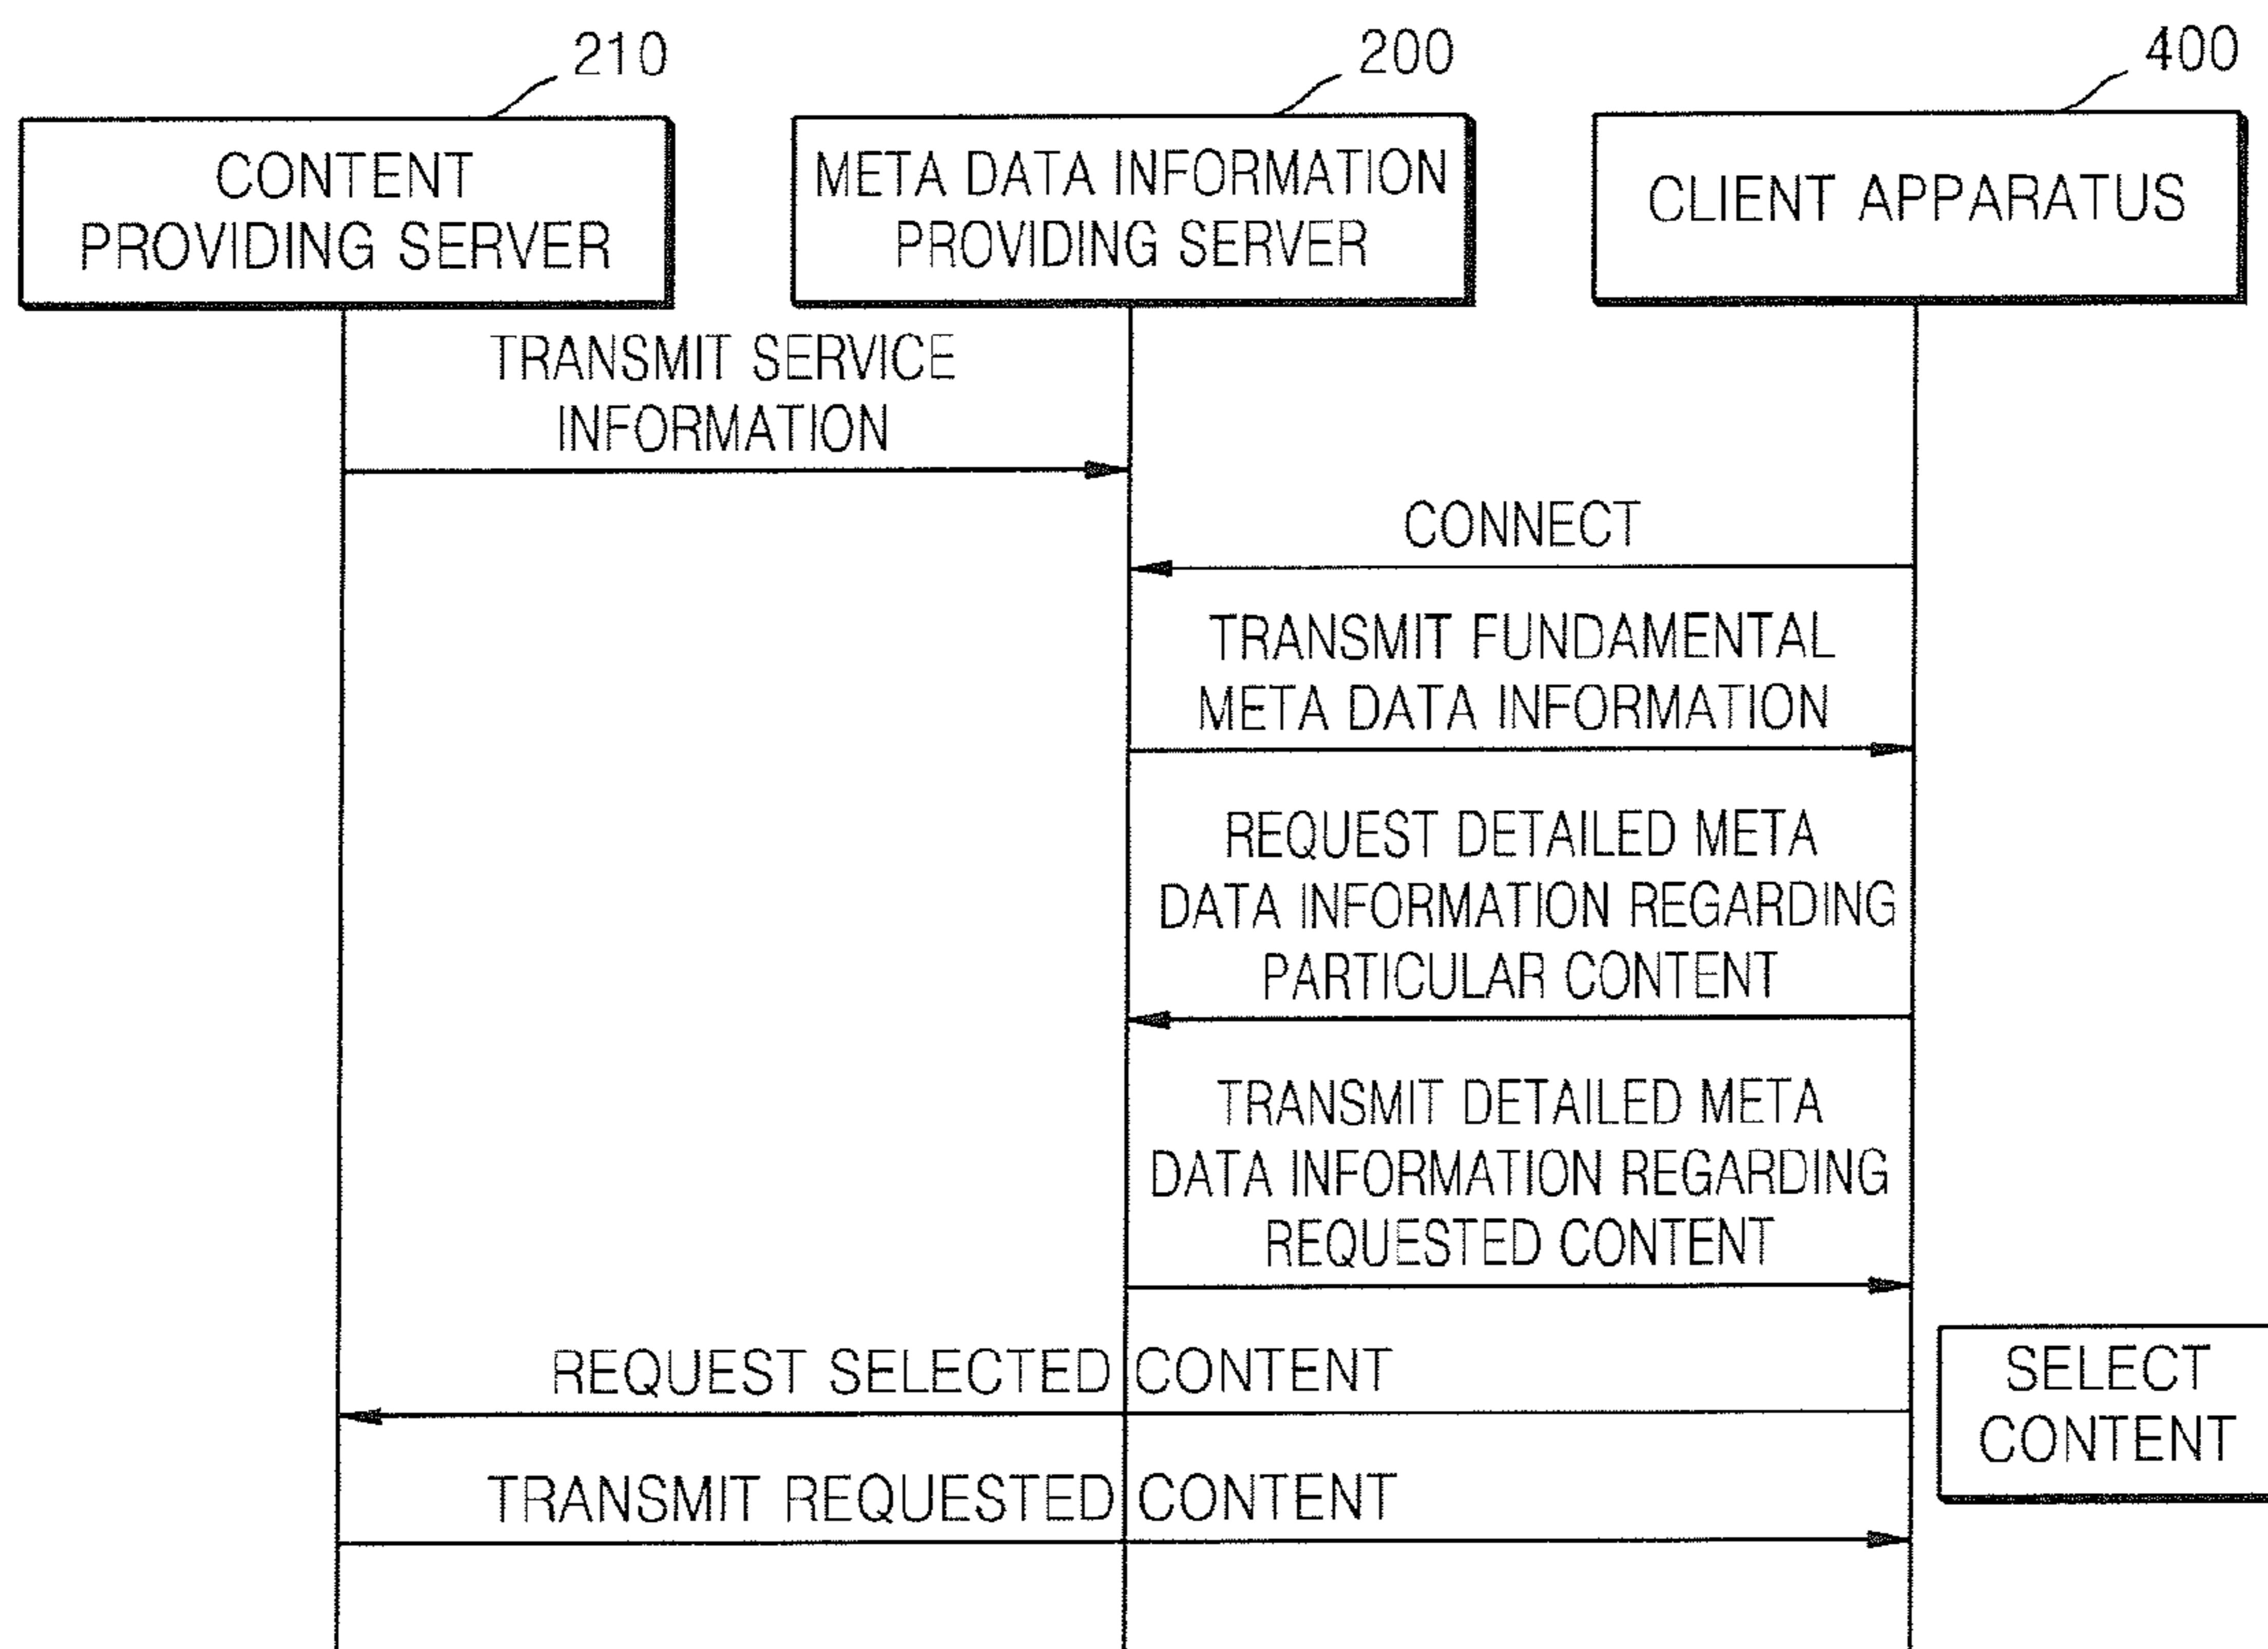 210
200
400
CONTENT
PROVIDING SERVER
META DATA INFORMATION
PROVIDING SERVER
CLIENT APPARATUS
TRANSMIT SERVICE
INFORMATION
CONNECT
TRANSMIT FUNDAMENTAL
META DATA INFORMATION
REQUEST DETAILED META
DATA INFORMATION REGARDING
PARTICULAR CONTENT
TRANSMIT DETAILED META
DATA INFORMATION REGARDING
REQUESTED CONTENT
REQUEST SELECTED CONTENT
SELECT
CONTENT
TRANSMIT REQUESTED CONTENT